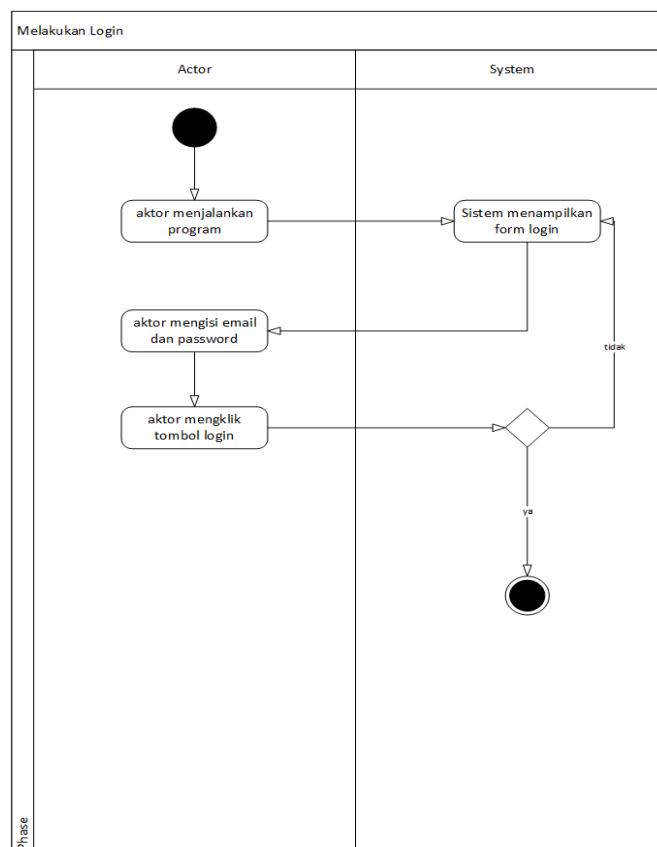 Melakukan Login
Actor
System
aktor menjalankan
program
Sistem menampilkan
form login
aktor mengisi email
dan password
tidak
aktor mengklik
tombol login
ya
Phase